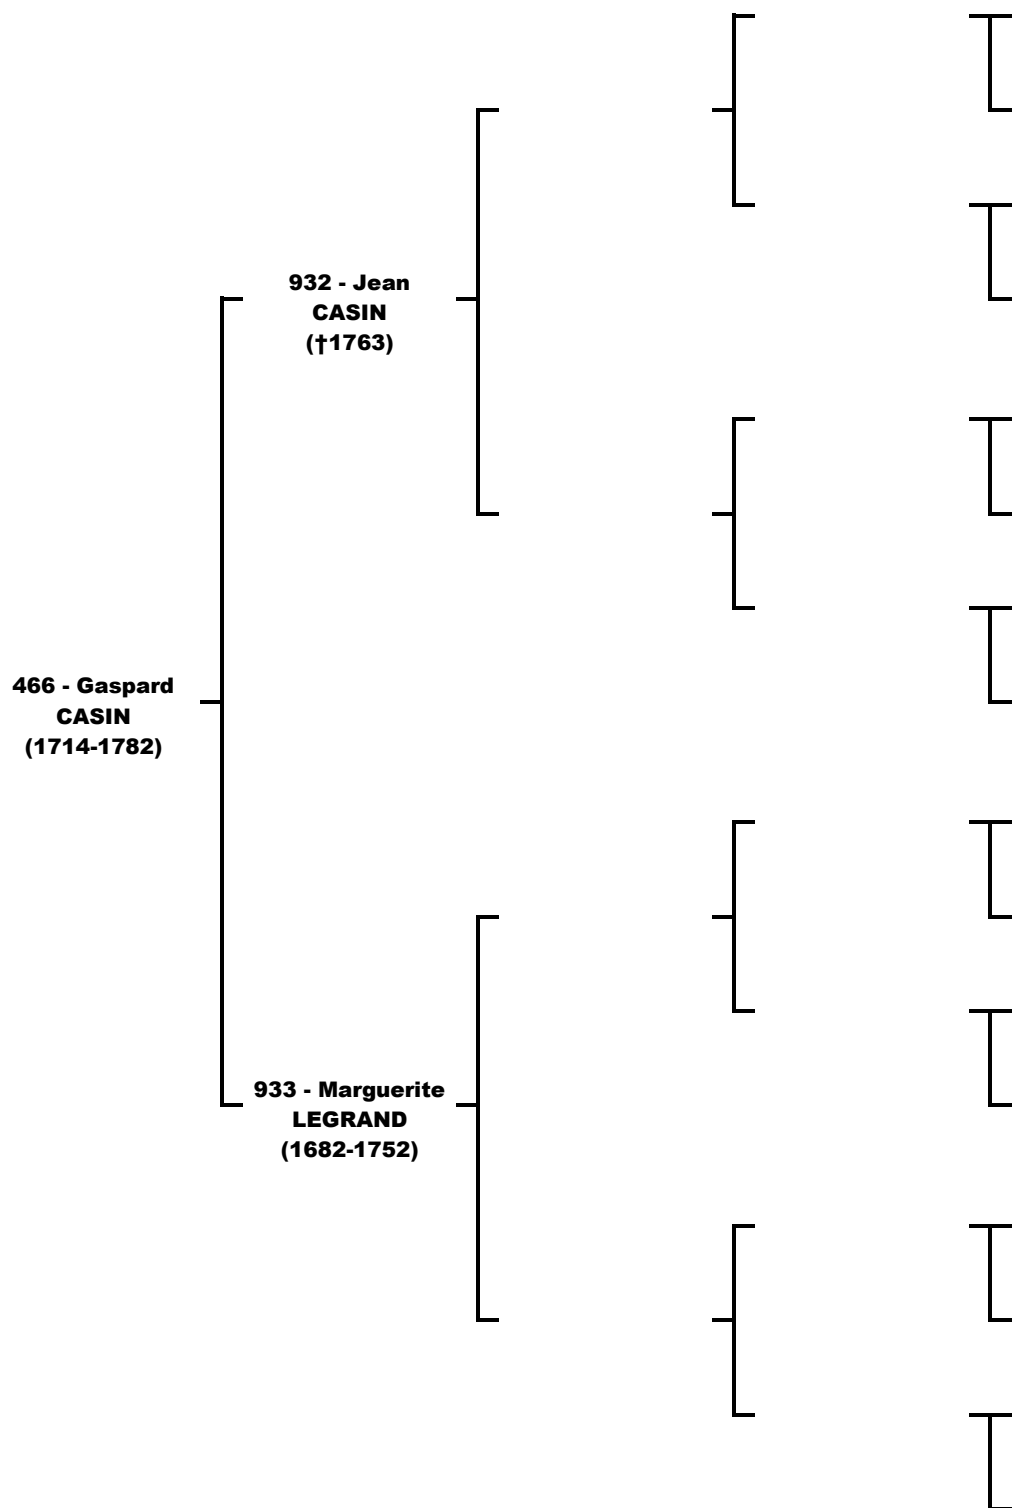 932 - Jean
CASIN
(†1763)
466 - Gaspard
CASIN
(1714-1782)
933 - Marguerite
LEGRAND
(1682-1752)